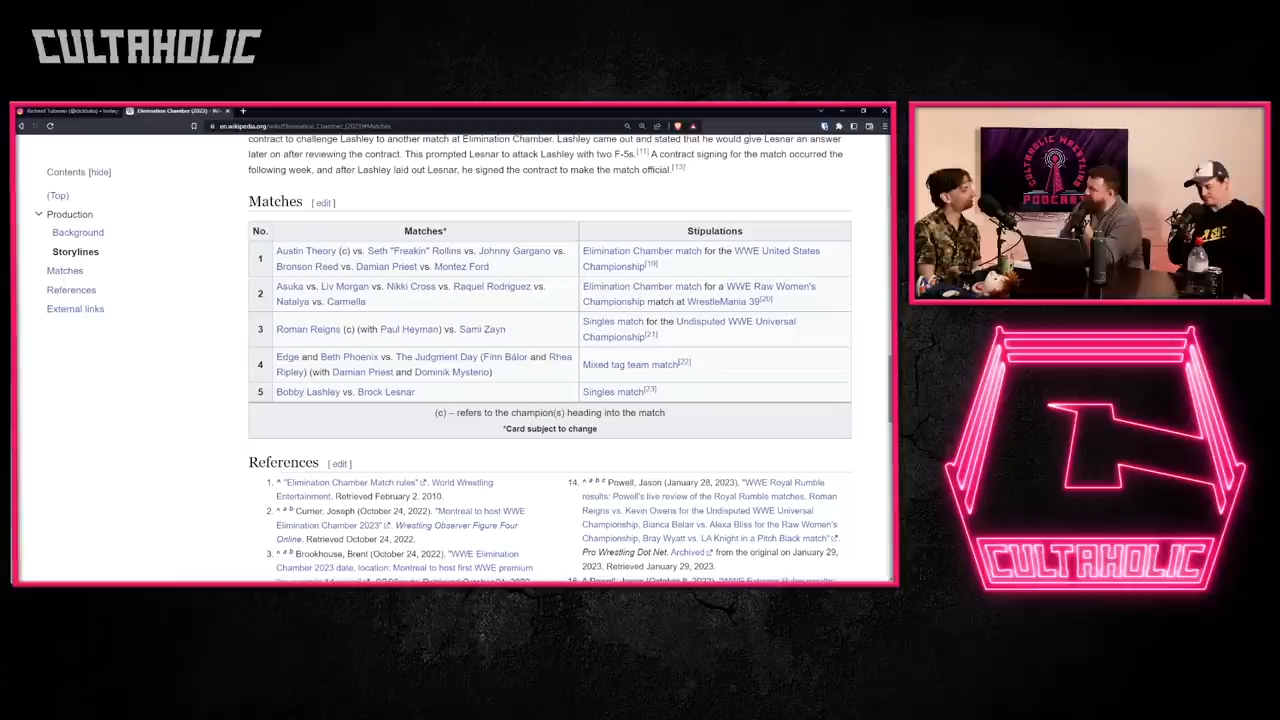 CULTAHOLIC
Elimination Chamber (2023) - Wi
en.wikipedia.org/wiki/Elimination_Chamber_(2023)#Matches
Contents [hide]
(Top)
Production
Background
Storylines
Matches
References
External links
contract to challenge Lashley to another match at Elimination Chamber. Lashley came out and stated that he would give Lesnar an answer
later on after reviewing the contract. This prompted Lesnar to attack Lashley with two F-5s.[11] A contract signing for the match occurred the
following week, and after Lashley laid out Lesnar, he signed the contract to make the match official.[13]
Matches [ edit ]
No. Matches* Stipulations
1 Austin Theory (c) vs. Seth "Freakin" Rollins vs. Johnny Gargano vs. Elimination Chamber match for the WWE United States
Bronson Reed vs. Damian Priest vs. Montez Ford Championship[19]
2 Asuka vs. Liv Morgan vs. Nikki Cross vs. Raquel Rodriguez vs. Elimination Chamber match for a WWE Raw Women's
Natalya vs. Carmella Championship match at WrestleMania 39[20]
3 Roman Reigns (c) (with Paul Heyman) vs. Sami Zayn Singles match for the Undisputed WWE Universal
Championship[21]
4 Edge and Beth Phoenix vs. The Judgment Day (Finn Bálor and Rhea Mixed tag team match[22]
Ripley) (with Damian Priest and Dominik Mysterio)
5 Bobby Lashley vs. Brock Lesnar Singles match[23]
(c) – refers to the champion(s) heading into the match
*Card subject to change
References [ edit ]
1. ^ "Elimination Chamber Match rules". World Wrestling
Entertainment. Retrieved February 2. 2010.
2. ^ a b Currier, Joseph (October 24, 2022). "Montreal to host WWE
Elimination Chamber 2023". Wrestling Observer Figure Four
Online. Retrieved October 24, 2022.
3. ^ a b Brookhouse, Brent (October 24, 2022). "WWE Elimination
Chamber 2023 date, location: Montreal to host first WWE premium
14. ^ a b c Powell, Jason (January 28, 2023). "WWE Royal Rumble
results: Powell's live review of the Royal Rumble matches, Roman
Reigns vs. Kevin Owens for the Undisputed WWE Universal
Championship, Bianca Belair vs. Alexa Bliss for the Raw Women's
Championship, Bray Wyatt vs. LA Knight in a Pitch Black match".
Pro Wrestling Dot Net. Archived from the original on January 29,
2023. Retrieved January 29, 2023.
CULTAHOLIC WRESTLING
PODCAST
CULTAHOLIC